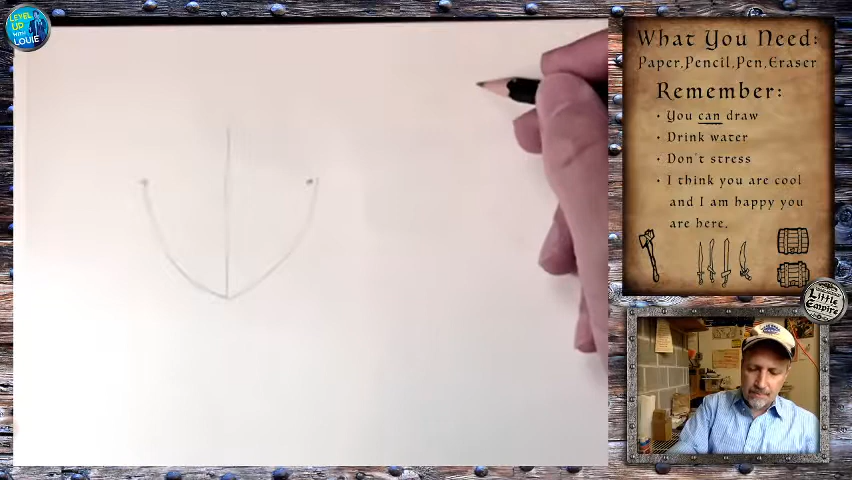 LEVEL
UP
WITH
LOUIE
What You Need:
Paper,Pencil,Pen,Eraser
Remember:
• You can draw
• Drink water
• Don't stress
• I think you are cool
and I am happy you
are here.
Little
Empire